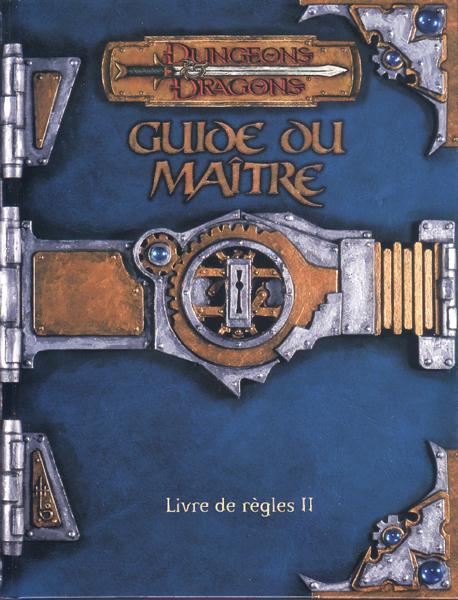 DUNGEONS
& DRAGONS
GUIDE DU
MAÎTRE
Livre de règles II